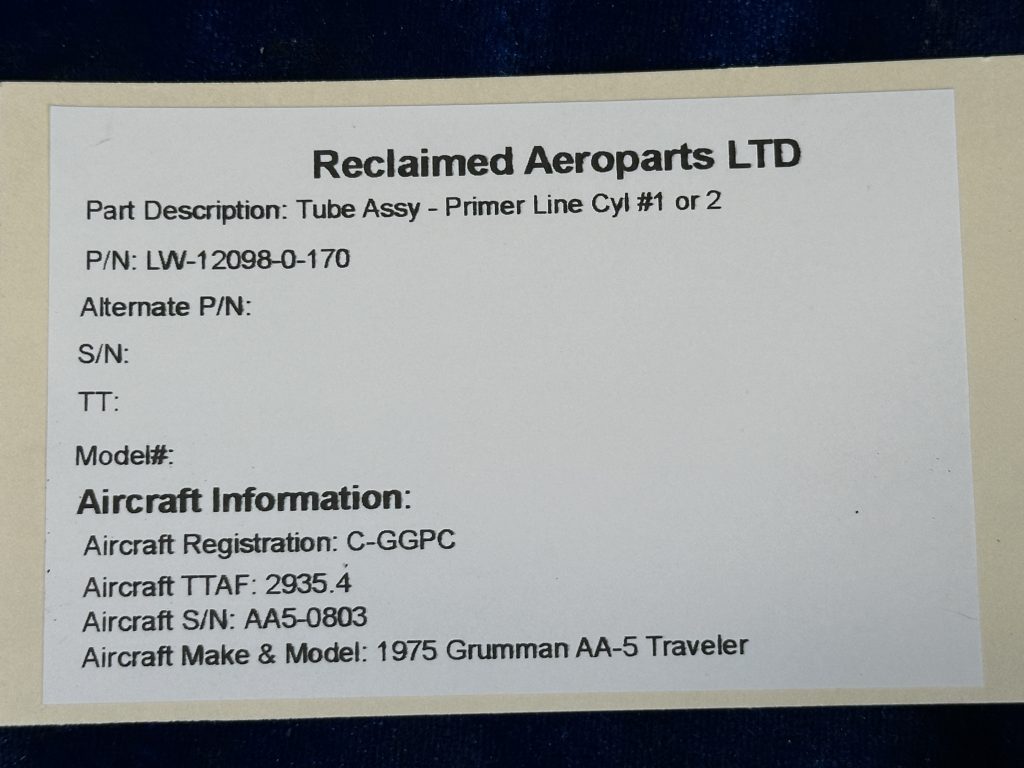 Reclaimed Aeroparts LTD
Part Description: Tube Assy - Primer Line Cyl #1 or 2
P/N: LW-12098-0-170
Alternate P/N:
S/N:
TT:
Model#:
Aircraft Information:
Aircraft Registration: C-GGPC
Aircraft TTAF: 2935.4
Aircraft S/N: AA5-0803
Aircraft Make & Model: 1975 Grumman AA-5 Traveler